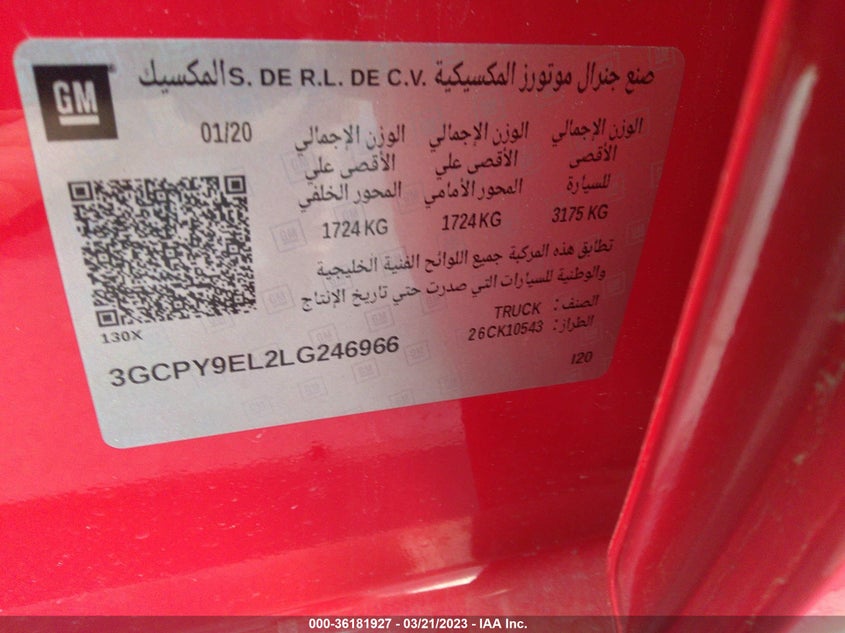 صنع جنرال موتورز المكسيكية .S. DE R.L. DE C.V المكسيك
GM
01/20
الوزن الإجمالي الأقصى للسيارة
3175 KG
الوزن الإجمالي الأقصى علي المحور الأمامي
1724 KG
الوزن الإجمالي الأقصى علي المحور الخلفي
1724 KG
تطابق هذه المركبة جميع اللوائح الفنية الخليجية
والوطنية للسيارات التي صدرت حتي تاريخ الإنتاج
الصنف: TRUCK
الطراز: 26CK10543
130X
3GCPY9EL2LG246966
I20
000-36181927 - 03/21/2023 - IAA Inc.